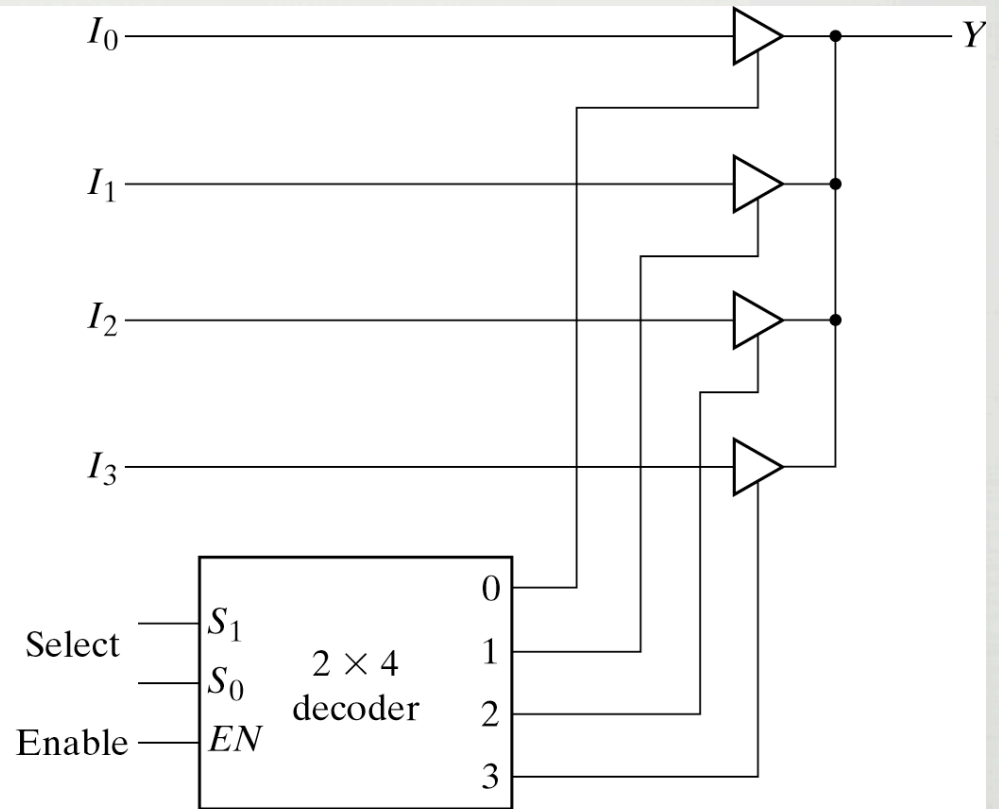 I₀
Y
I₁
I₂
I₃
0
S₁
Select
1
2 × 4
S₀
decoder
2
Enable
EN
3